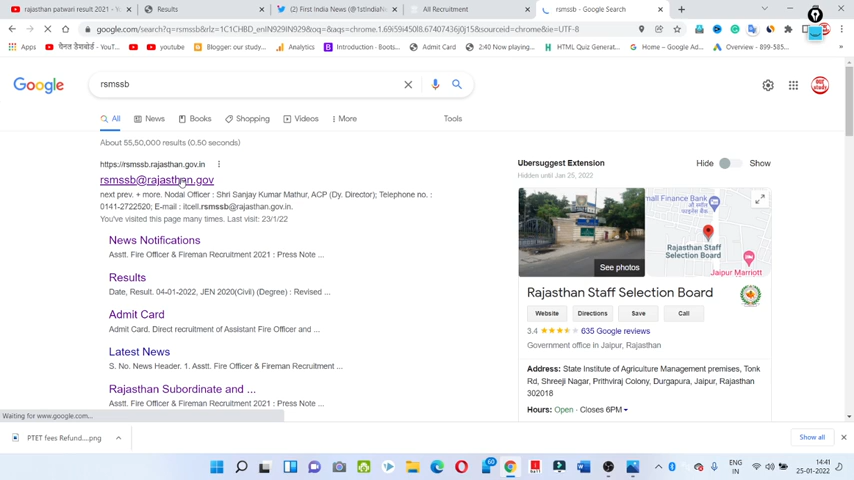 rajasthan patwari result 2021 -
Results
(2) First India News (@1stIndiaNe
All Recruitment
rsmssb - Google Search
google.com/search?q=rsmssb&rlz=1C1CHBD_enIN929IN929&oq=&aqs=chrome.1.69i59i450l8.67407436j0j15&sourceid=chrome&ie=UTF-8
Apps
चैनल डैमोबार्ड - YouT...
youtube
Blogger: our study...
Analytics
Introduction · Boots...
Admit Card
2:40 Now playing...
HTML Quiz Generat...
Home – Google Ad...
Overview - 899-585...
Google
rsmssb
All
News
Books
Shopping
Videos
More
Tools
About 55,50,000 results (0.50 seconds)
https://rsmssb.rajasthan.gov.in
rsmssb@rajasthan.gov
next prev. + more. Nodal Officer : Shri Sanjay Kumar Mathur, ACP (Dy. Director); Telephone no. :
0141-2722520; E-mail : itcell.rsmssb@rajasthan.gov.in.
You've visited this page many times. Last visit: 23/1/22
News Notifications
Asstt. Fire Officer & Fireman Recruitment 2021 : Press Note ...
Results
Date, Result. 04-01-2022, JEN 2020(Civil) (Degree) : Revised ...
Admit Card
Admit Card. Direct recruitment of Assistant Fire Officer and ...
Latest News
S. No. News Header. 1. Asstt. Fire Officer & Fireman Recruitment ...
Rajasthan Subordinate and ...
Asstt. Fire Officer & Fireman Recruitment 2021 : Press Note ...
Ubersuggest Extension
Hide
Show
Hidden until Jan 25, 2022
mall Finance Bank
Rajasthan Staff
Selection Board
Jaipur Marriott
See photos
Rajasthan Staff Selection Board
Website
Directions
Save
Call
3.4
635 Google reviews
Government office in Jaipur, Rajasthan
Address: State Institute of Agriculture Management premises, Tonk
Rd, Shreeji Nagar, Prithviraj Colony, Durgapura, Jaipur, Rajasthan
302018
Hours: Open · Closes 6PM
Waiting for www.google.com...
PTET fees Refund....png
Show all
60
ENG
IN
14:41
25-01-2022